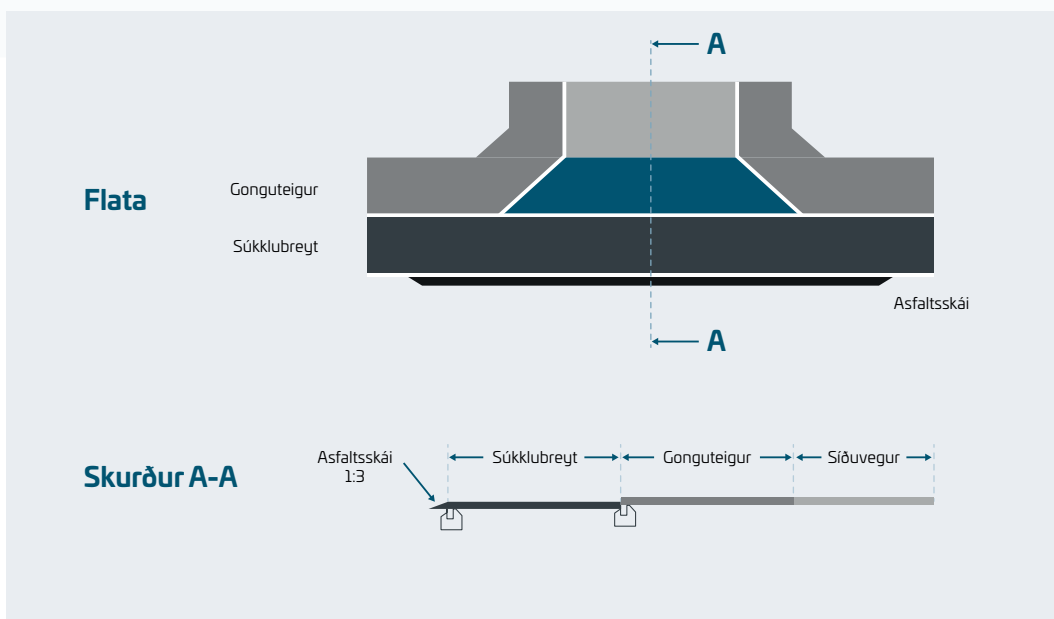 A
Flata
Gonguteigur
Súkklubreyt
Asfaltsskái
A
Skurður A-A
Asfaltsskái
1:3
Súkklubreyt
Gonguteigur
Síðuvegur